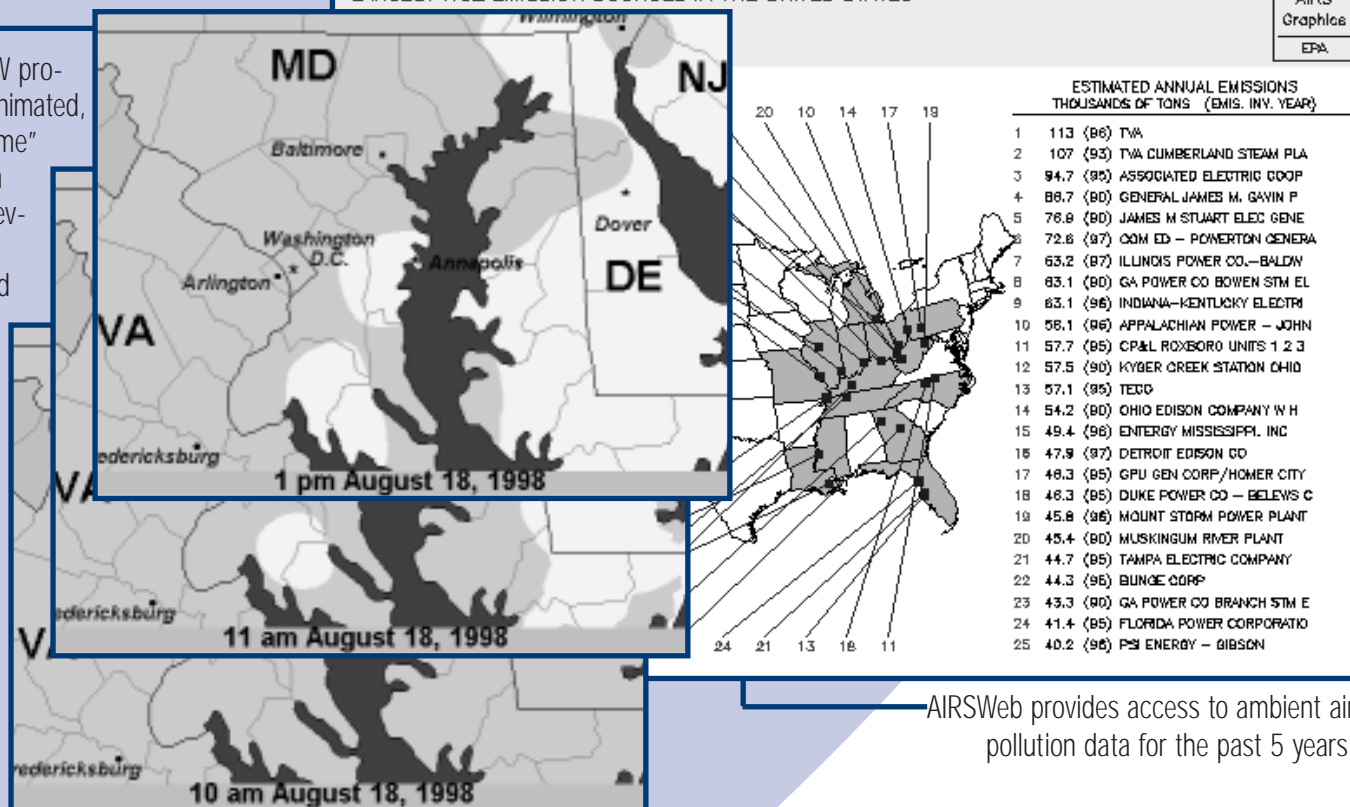 AIRS
Graphics
EPA
W pro-
nimated,
me"
n
ev-
d
Wilmington
MD
NJ
Baltimore
Dover
Washington
D.C.
Annapolis
Arlington
DE
VA
edericksburg
1 pm August 18, 1998
VA
edericksburg
11 am August 18, 1998
V
redericksburg
10 am August 18, 1998
20 10 14 17 19
24 21 13 18 11
ESTIMATED ANNUAL EMISSIONS
THOUSANDS OF TONS (EMIS. INV. YEAR)
1 113 (96) TVA
2 107 (93) TVA CUMBERLAND STEAM PLA
3 94.7 (95) ASSOCIATED ELECTRIC COOP
4 86.7 (90) GENERAL JAMES M. GAVIN P
5 76.9 (90) JAMES M STUART ELEC GENE
6 72.6 (97) COM ED – POWERTON GENERA
7 63.2 (97) ILLINOIS POWER CO.–BALDW
8 63.1 (90) GA POWER CO BOWEN STM EL
9 63.1 (96) INDIANA–KENTUCKY ELECTRI
10 58.1 (96) APPALACHIAN POWER – JOHN
11 57.7 (95) CP&L ROXBORO UNITS 1 2 3
12 57.5 (90) KYGER CREEK STATION OHIO
13 57.1 (95) TECO
14 54.2 (90) OHIO EDISON COMPANY W H
15 49.4 (96) ENTERGY MISSISSIPPI, INC
16 47.9 (97) DETROIT EDISON CO
17 46.3 (95) GPU GEN CORP/HOMER CITY
18 46.3 (95) DUKE POWER CO – BELEWS C
19 45.8 (96) MOUNT STORM POWER PLANT
20 45.4 (90) MUSKINGUM RIVER PLANT
21 44.7 (95) TAMPA ELECTRIC COMPANY
22 44.3 (96) BUNGE CORP
23 43.3 (90) GA POWER CO BRANCH STM E
24 41.4 (95) FLORIDA POWER CORPORATIO
25 40.2 (96) PSI ENERGY – GIBSON
AIRSWeb provides access to ambient air
pollution data for the past 5 years